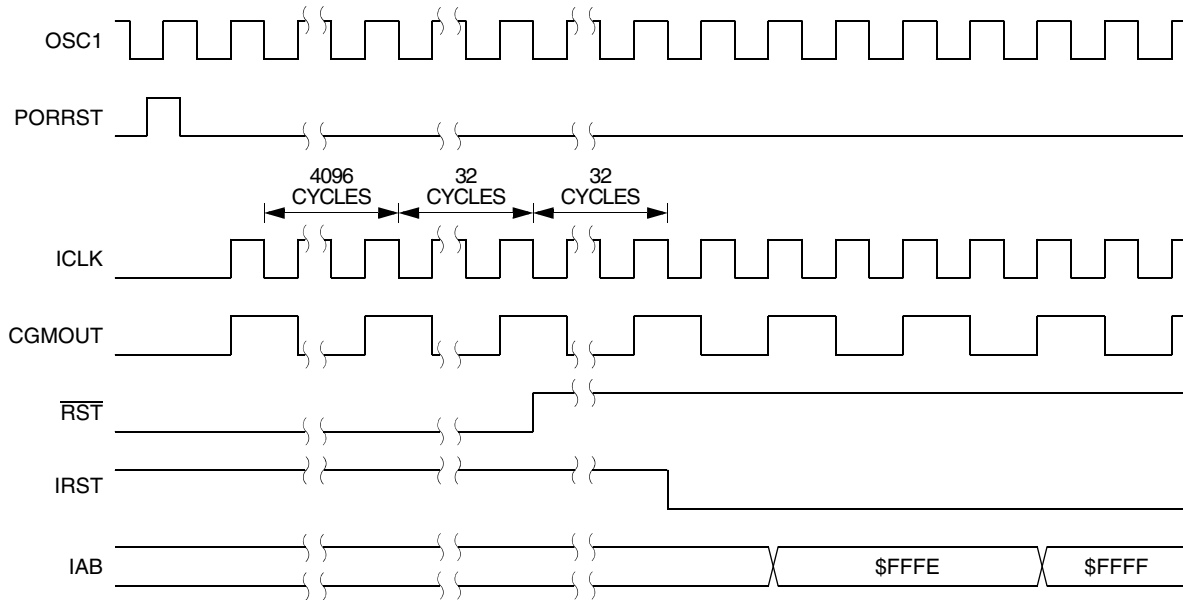 OSC1
PORRST
4096
CYCLES
32
CYCLES
32
CYCLES
ICLK
CGMOUT
RST
IRST
IAB
$FFFE
$FFFF